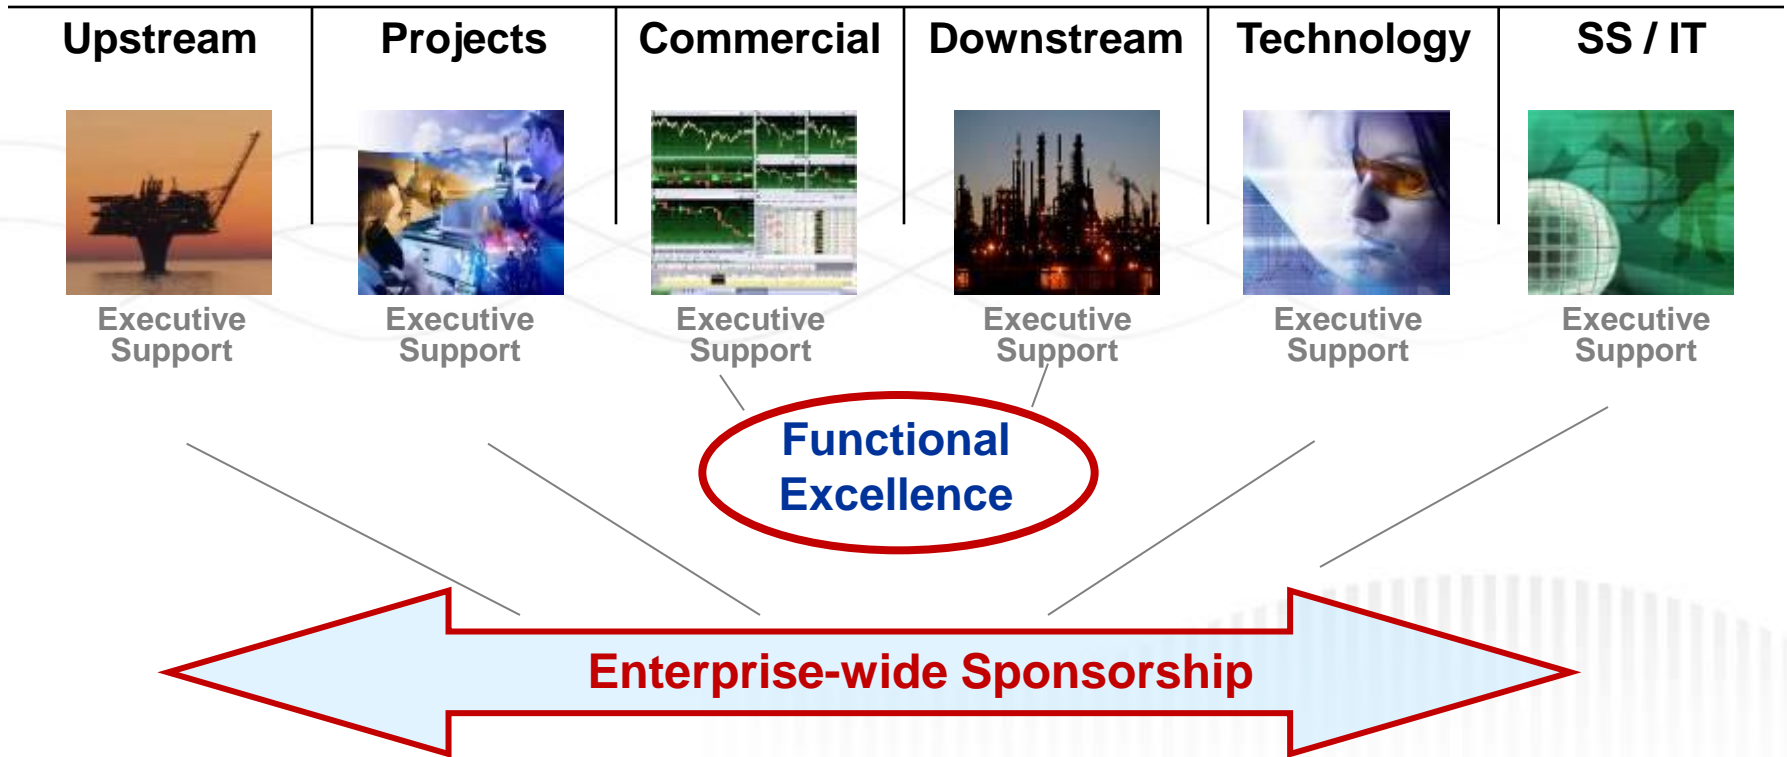 Upstream
Projects
Commercial
Downstream
Technology
SS / IT
Executive
Support
Executive
Support
Executive
Support
Executive
Support
Executive
Support
Executive
Support
Functional
Excellence
Enterprise-wide Sponsorship